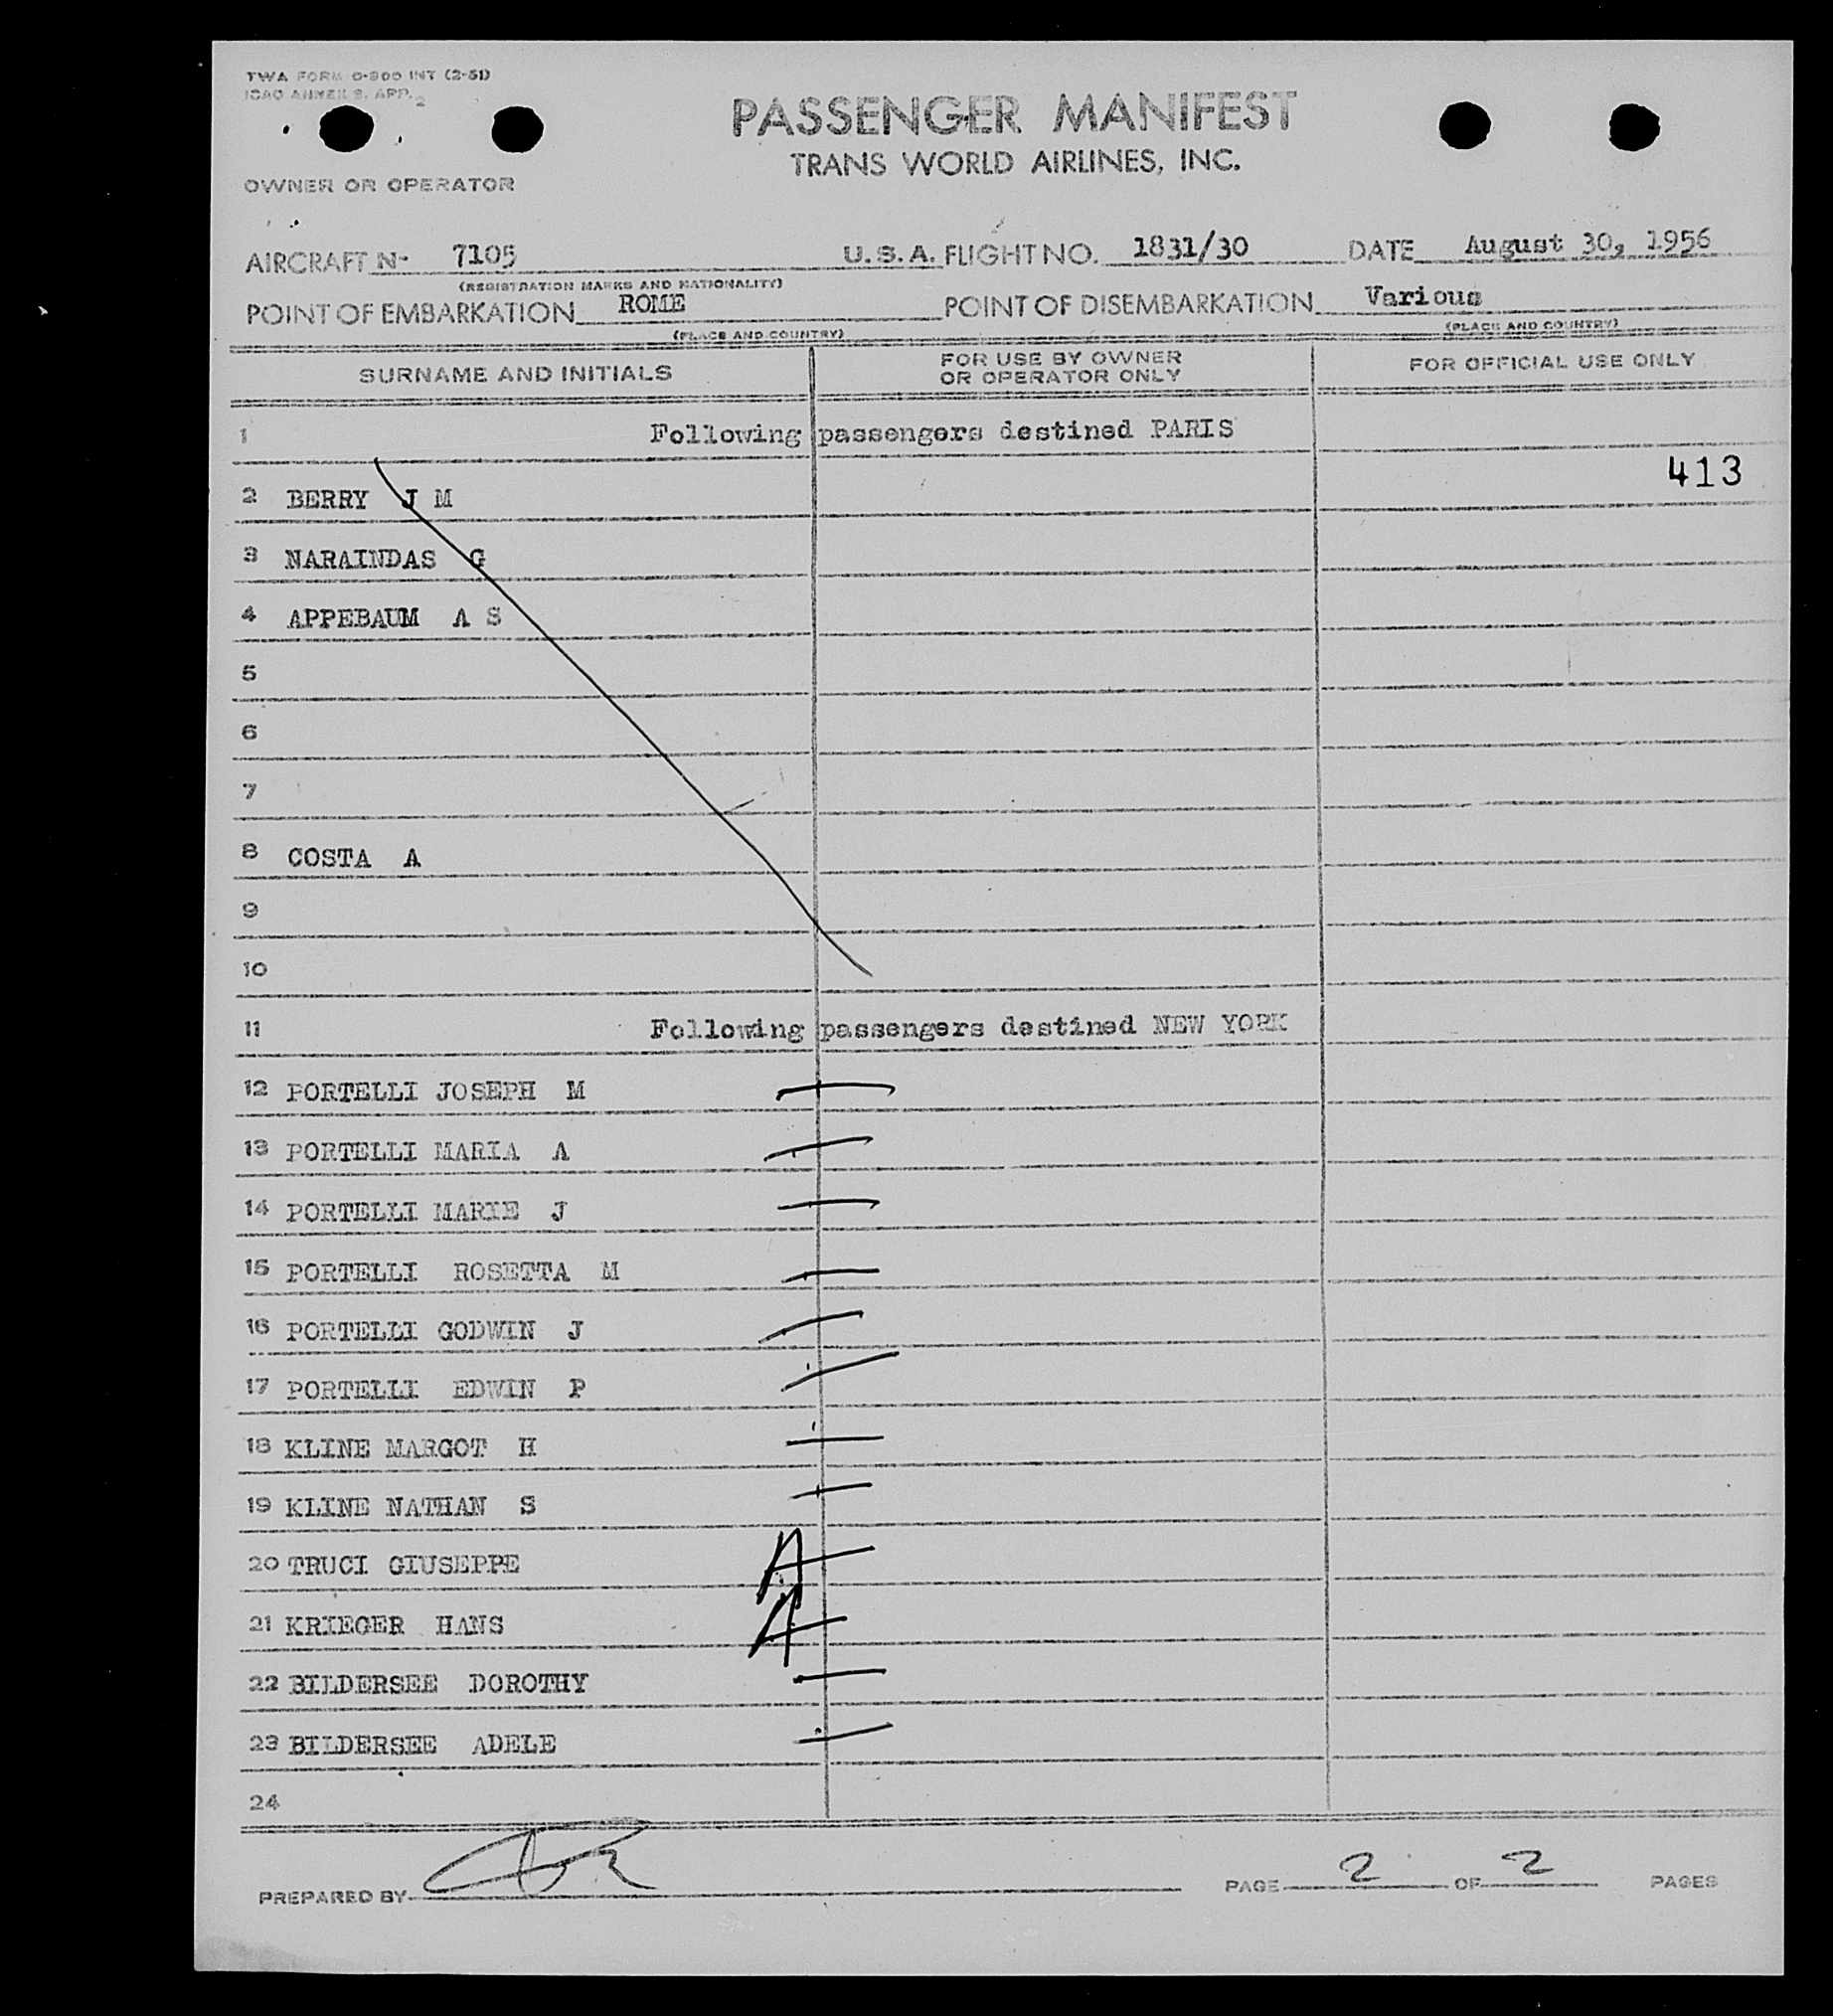 TWA FORM O-900 INT (2-51)
ICAO ANNEX 9, APP. 2
PASSENGER MANIFEST
TRANS WORLD AIRLINES, INC.
OWNER OR OPERATOR
AIRCRAFT Nº 7105 U.S.A. FLIGHT NO. 1831/30 DATE August 30, 1956
(REGISTRATION MARKS AND NATIONALITY)
POINT OF EMBARKATION ROME POINT OF DISEMBARKATION Various
(PLACE AND COUNTRY) (PLACE AND COUNTRY)
SURNAME AND INITIALS FOR USE BY OWNER OR OPERATOR ONLY FOR OFFICIAL USE ONLY
1 Following passengers destined PARIS
413
2 BERRY J M
3 NARAINDAS G
4 APPEBAUM A S
5
6
7
8 COSTA A
9
10
11 Following passengers destined NEW YORK
12 PORTELLI JOSEPH M
13 PORTELLI MARIA A
14 PORTELLI MARIE J
15 PORTELLI ROSETTA M
16 PORTELLI GODWIN J
17 PORTELLI EDWIN P
18 KLINE MARGOT H
19 KLINE NATHAN S
20 TRUCI GIUSEPPE A
21 KRIEGER HANS A
22 BILDERSEE DOROTHY
23 BILDERSEE ADELE
24
PREPARED BY PAGE 2 OF 2 PAGES